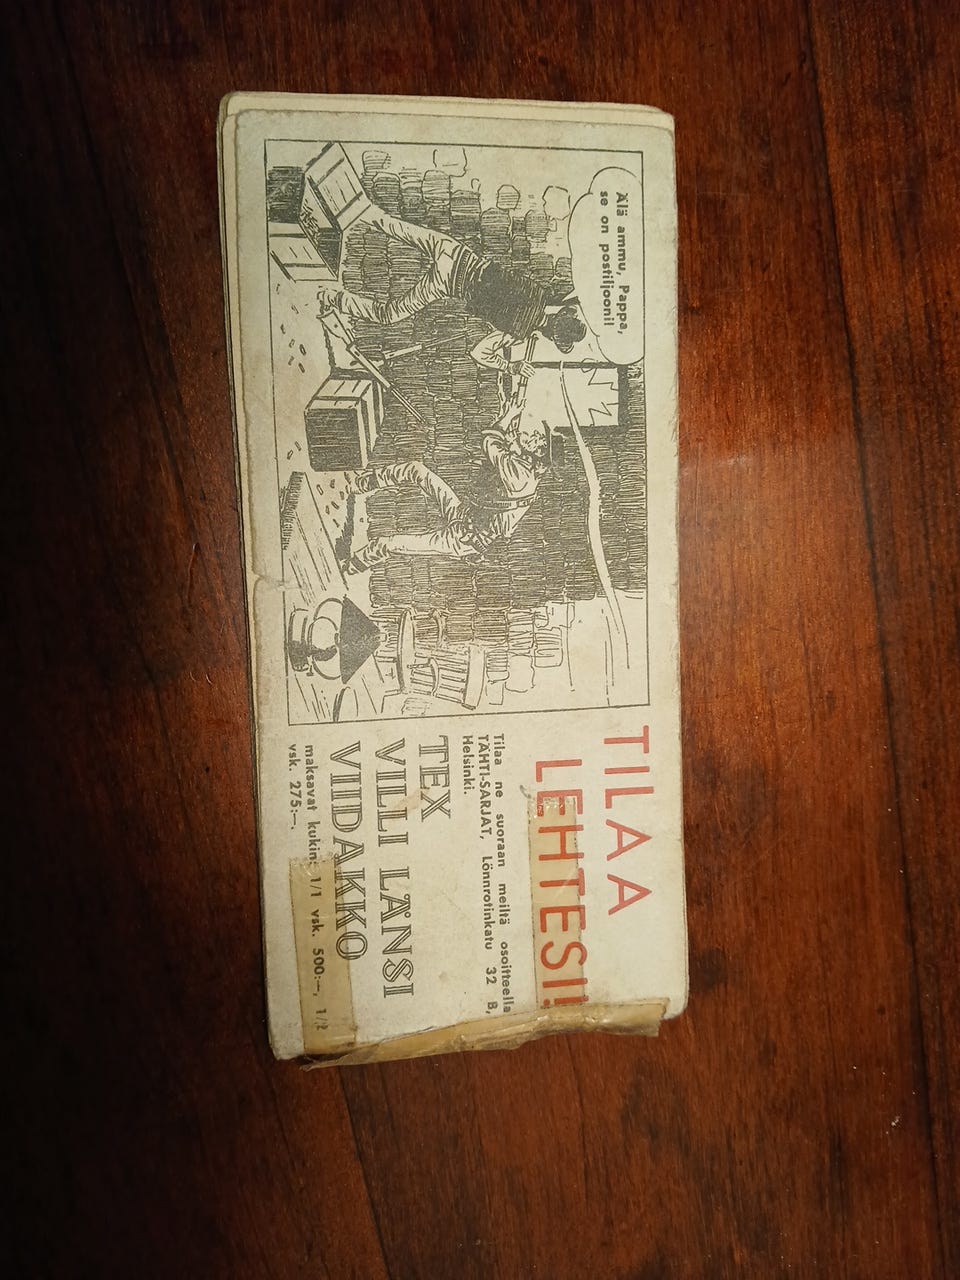 Älä ammu, Pappa,
se on postiljooni!
TILAA
LEHTESI!
Tilaa ne suoraan meiltä osoitteella
TÄHTI-SARJAT, Lönnrotinkatu 32 B,
Helsinki.
TEX
VILLI LÄNSI
VIIDAKKO
maksavat kukin: 1/1 vsk. 500:—, 1/2
vsk. 275:—.